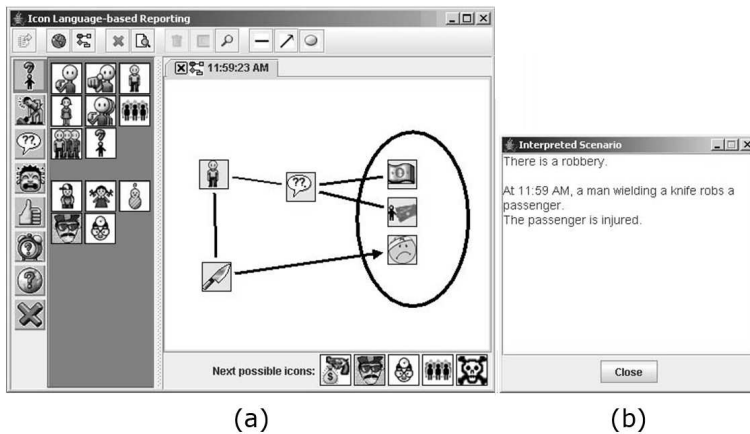 Icon Language-based Reporting
11:59:23 AM
??.
??.
Next possible icons:
Interpreted Scenario
There is a robbery.
At 11:59 AM, a man wielding a knife robs a
passenger.
The passenger is injured.
Close
(a)
(b)